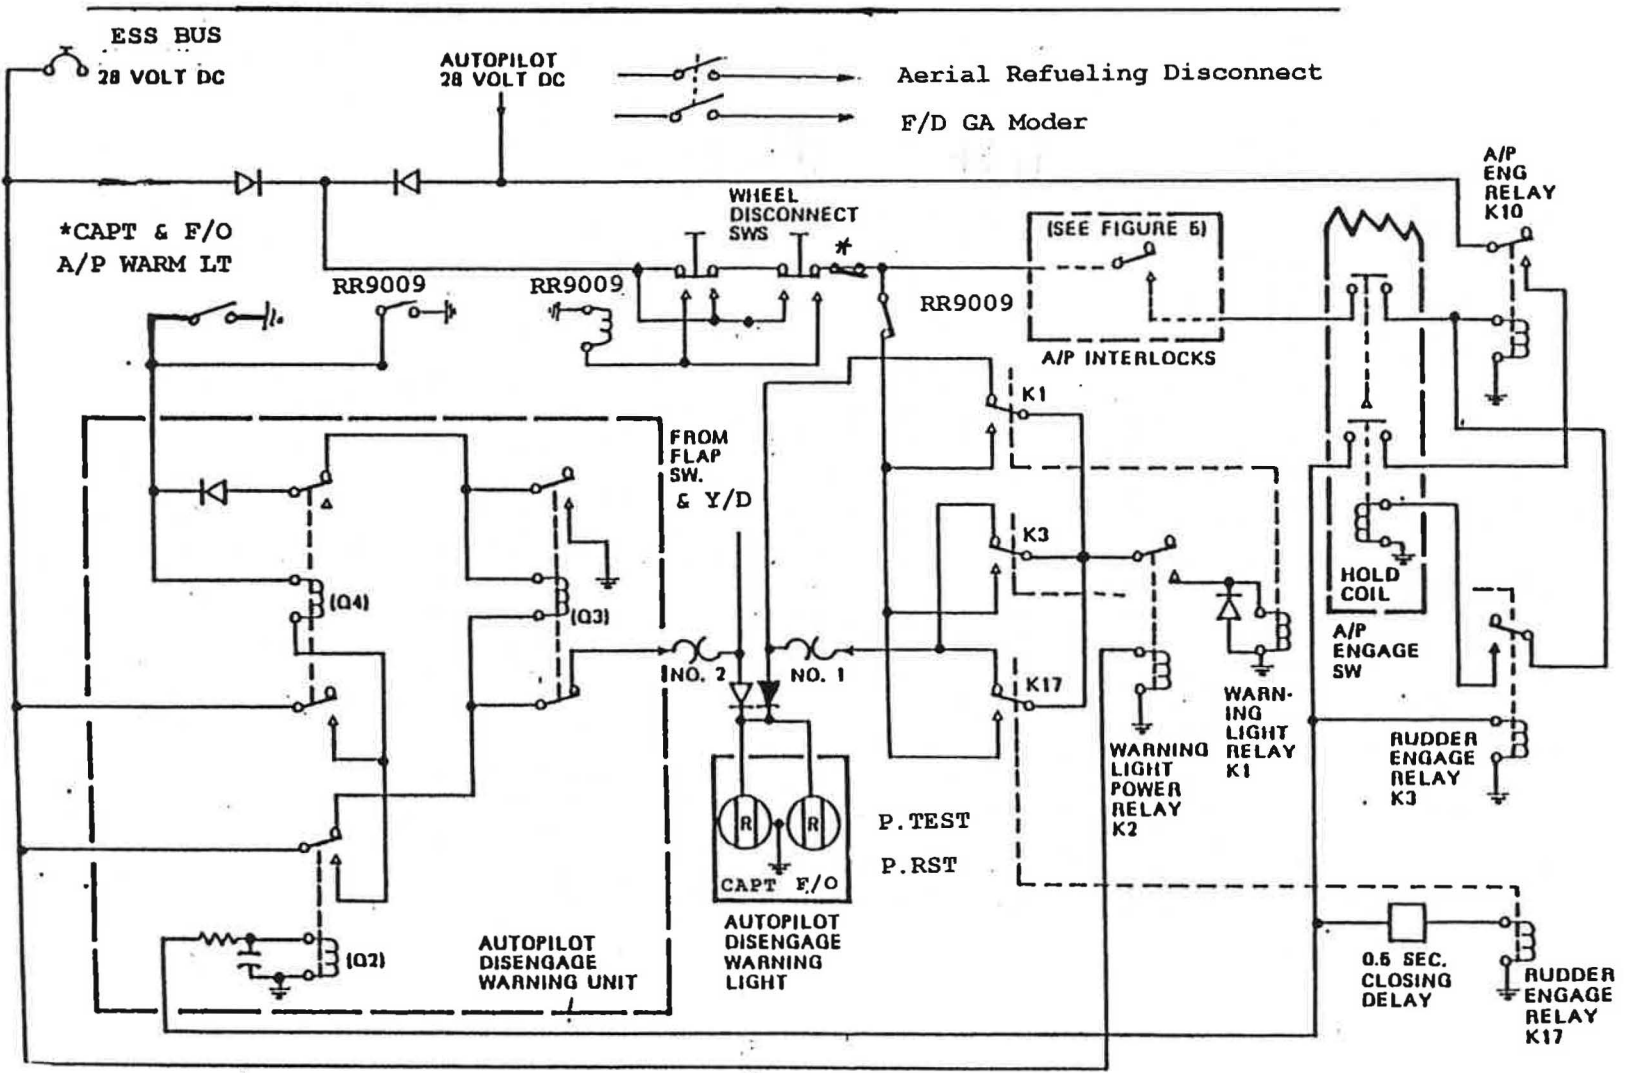 ESS BUS
28 VOLT DC
AUTOPILOT
28 VOLT DC
Aerial Refueling Disconnect
F/D GA Moder
A/P
ENG
RELAY
K10
WHEEL
DISCONNECT
SWS
*
*CAPT & F/O
A/P WARM LT
RR9009
RR9009
RR9009
(SEE FIGURE 5)
A/P INTERLOCKS
K1
FROM
FLAP
SW.
& Y/D
K3
(Q4)
(Q3)
HOLD
COIL
A/P
ENGAGE
SW
NO. 2
NO. 1
K17
WARN-
ING
LIGHT
RELAY
K1
WARNING
LIGHT
POWER
RELAY
K2
RUDDER
ENGAGE
RELAY
K3
R
R
CAPT F/O
P.TEST
P.RST
AUTOPILOT
DISENGAGE
WARNING
LIGHT
AUTOPILOT
DISENGAGE
WARNING UNIT
(Q2)
0.5 SEC.
CLOSING
DELAY
RUDDER
ENGAGE
RELAY
K17